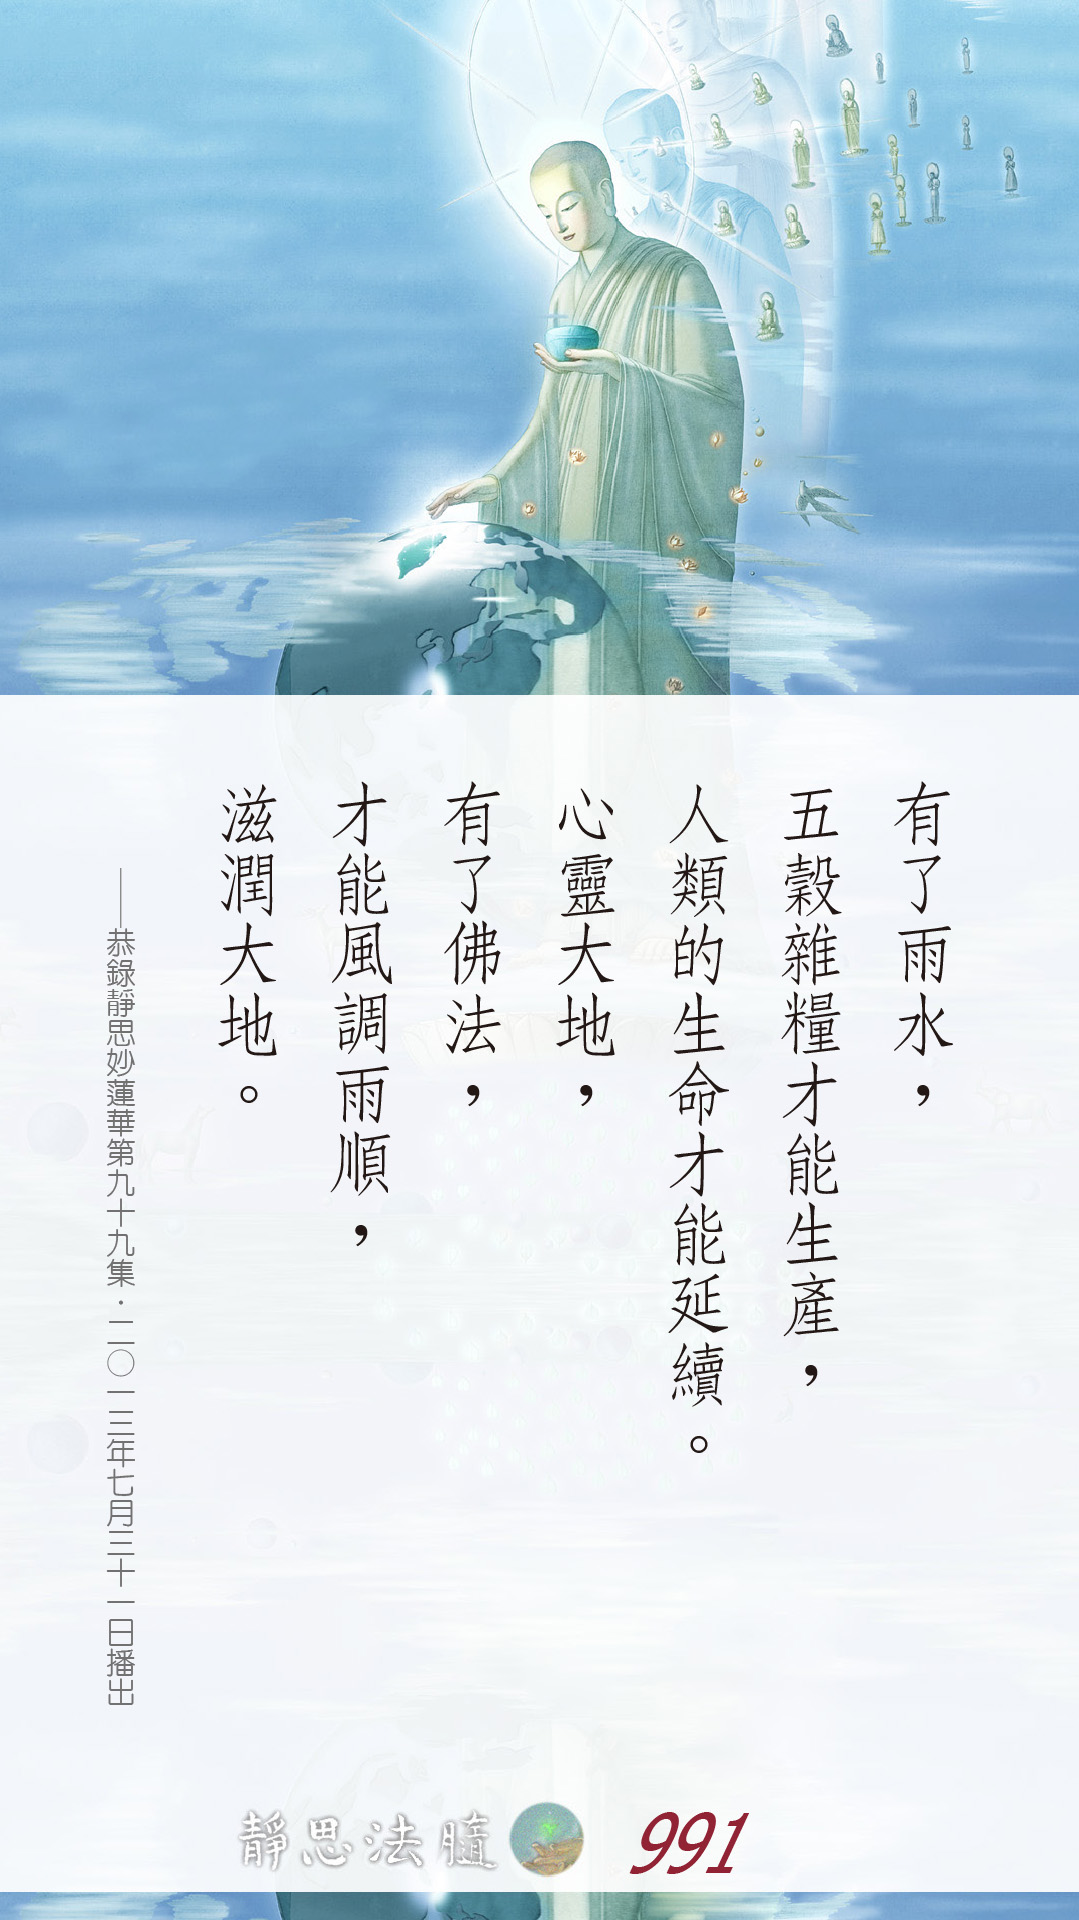 有了雨水，
五穀雜糧才能生產，
人類的生命才能延續。
心靈大地，
有了佛法，
才能風調雨順，
滋潤大地。
——恭錄靜思妙蓮華第九十九集·二〇一三年七月三十一日播出
靜思法髓 991